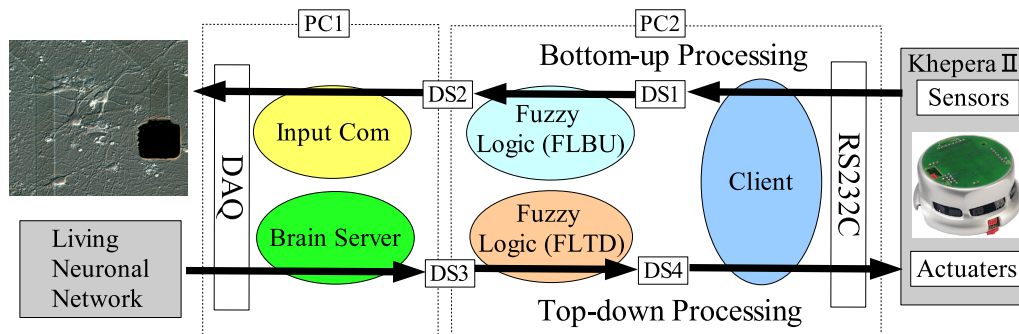 PC1
PC2
Bottom-up Processing
Khepera II
Sensors
DS2
DS1
Input Com
Fuzzy
Logic (FLBU)
DAQ
Client
RS232C
Brain Server
Fuzzy
Logic (FLTD)
Living
Neuronal
Network
DS3
DS4
Actuaters
Top-down Processing